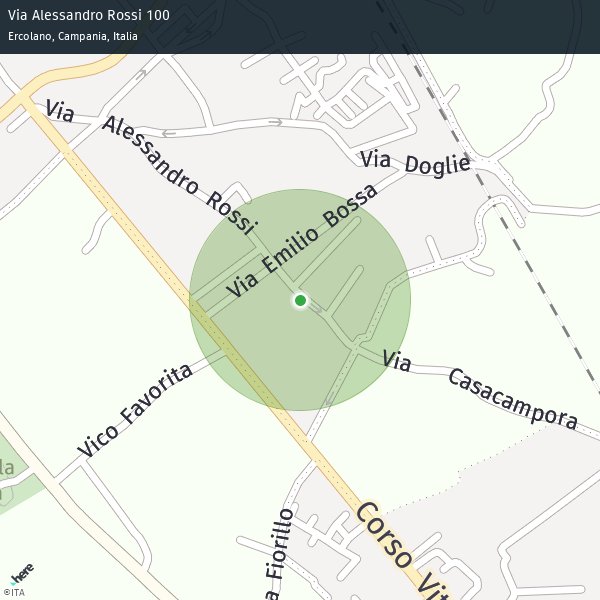 Via Alessandro Rossi 100
Ercolano, Campania, Italia
Via Alessandro Rossi
Via Doglie
Via Emilio Bossa
Via Casacampora
Vico Favorita
Corso Vit
Fiorillo
here
©ITA